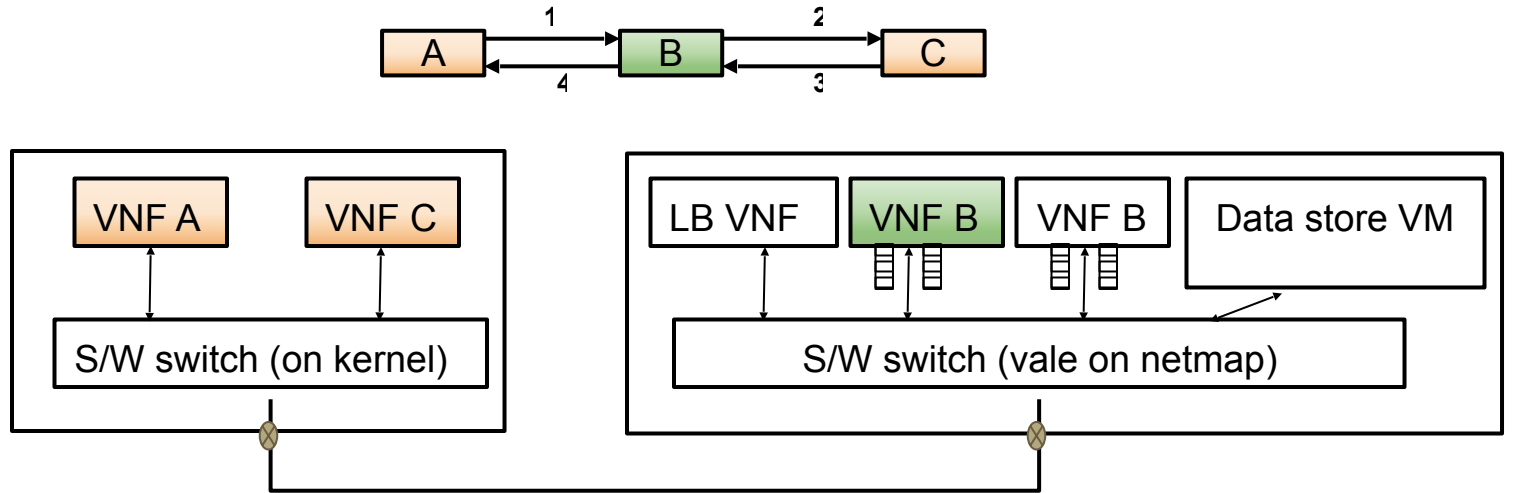 1
2
A
B
C
4
3
VNF A
VNF C
LB VNF
VNF B
VNF B
Data store VM
S/W switch (on kernel)
S/W switch (vale on netmap)